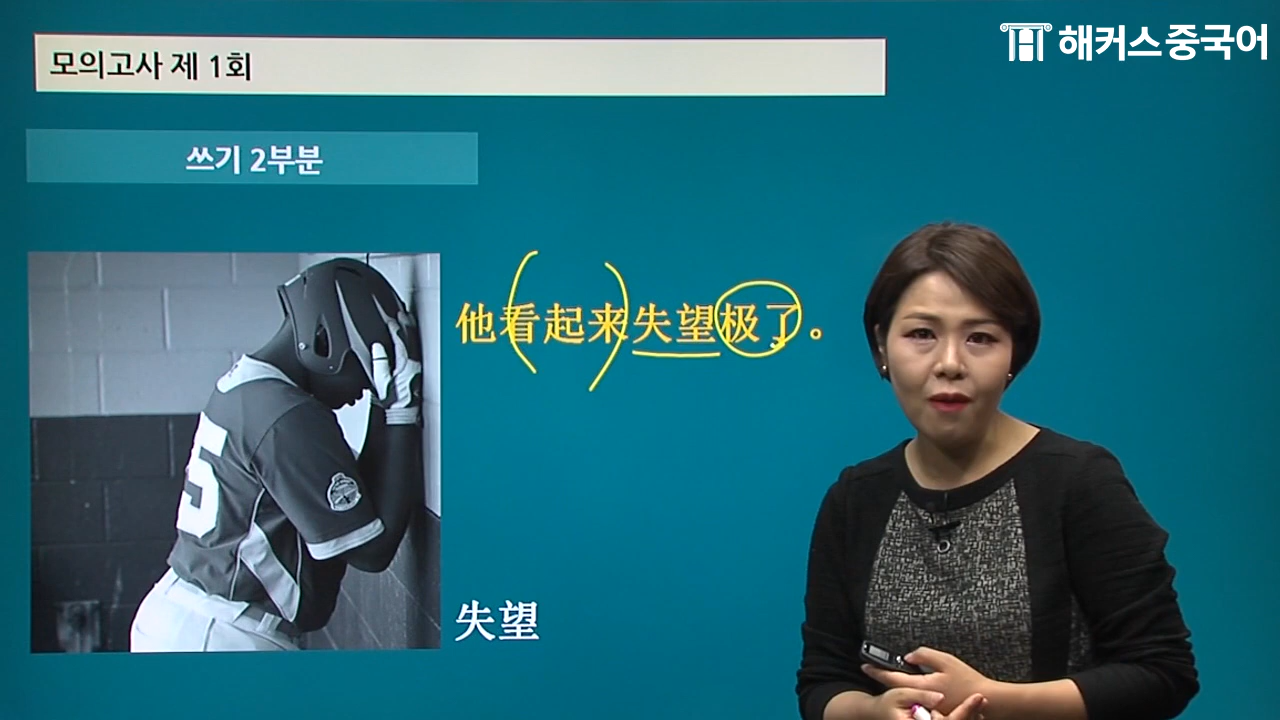 해커스중국어
모의고사 제 1회
쓰기 2부분
他看起来失望极了。
5
失望